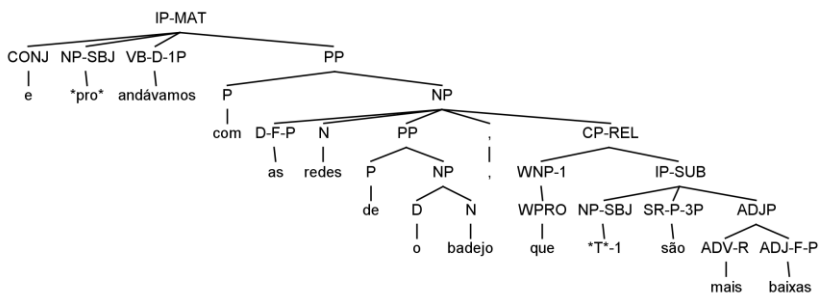 IP-MAT
CONJ NP-SBJ VB-D-1P PP
e *pro* andávamos P NP
com D-F-P N PP , CP-REL
as redes P NP , WNP-1 IP-SUB
de D N WPRO NP-SBJ SR-P-3P ADJP
o badejo que *T*-1 são ADV-R ADJ-F-P
mais baixas